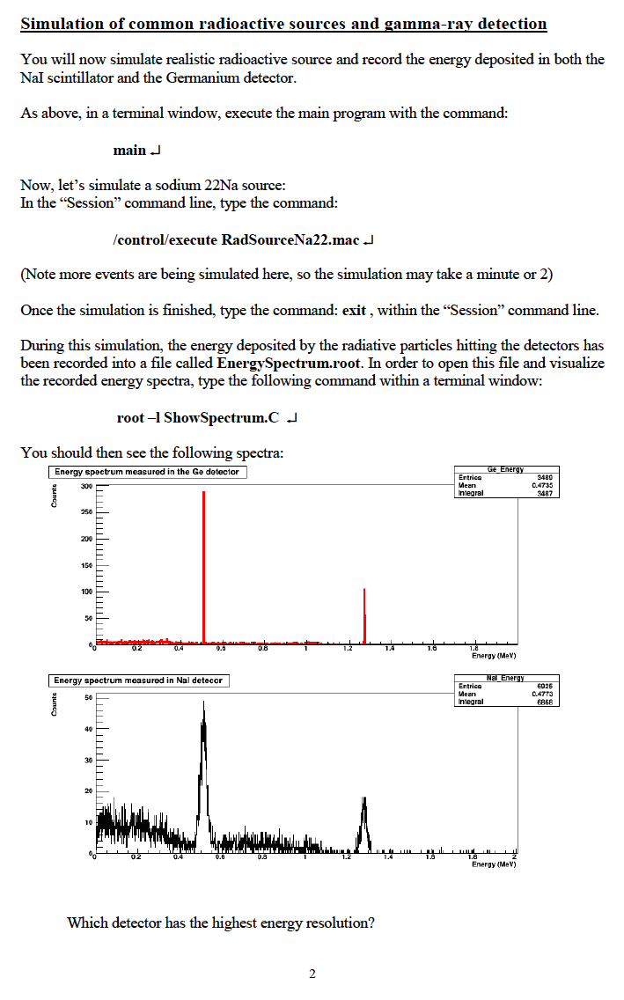 Simulation of common radioactive sources and gamma-ray detection
You will now simulate realistic radioactive source and record the energy deposited in both the
NaI scintillator and the Germanium detector.
As above, in a terminal window, execute the main program with the command:
main ↵
Now, let's simulate a sodium 22Na source:
In the “Session” command line, type the command:
/control/execute RadSourceNa22.mac ↵
(Note more events are being simulated here, so the simulation may take a minute or 2)
Once the simulation is finished, type the command: exit , within the “Session” command line.
During this simulation, the energy deposited by the radiative particles hitting the detectors has
been recorded into a file called EnergySpectrum.root. In order to open this file and visualize
the recorded energy spectra, type the following command within a terminal window:
root –l ShowSpectrum.C ↵
You should then see the following spectra:
Energy spectrum measured in the Ge detector
Ge_Energy
Entries 3489
Mean 0.4735
Integral 3487
Counts
300
250
200
150
100
50
0
0 0.2 0.4 0.6 0.8 1 1.2 1.4 1.6 1.8
Energy (MeV)
Energy spectrum measured in NaI detecor
NaI_Energy
Entries 6925
Mean 0.4773
Integral 6868
Counts
50
40
30
20
10
0
0 0.2 0.4 0.6 0.8 1 1.2 1.4 1.6 1.8 2
Energy (MeV)
Which detector has the highest energy resolution?
2